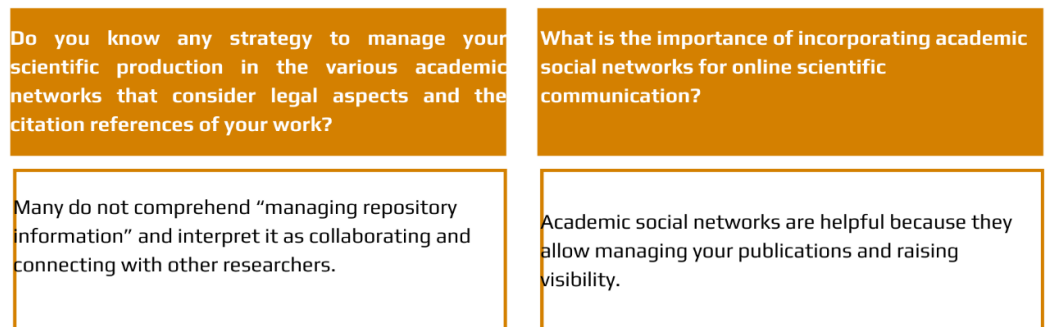 Do you know any strategy to manage your
scientific production in the various academic
networks that consider legal aspects and the
citation references of your work?
What is the importance of incorporating academic
social networks for online scientific
communication?
Many do not comprehend “managing repository
information” and interpret it as collaborating and
connecting with other researchers.
Academic social networks are helpful because they
allow managing your publications and raising
visibility.